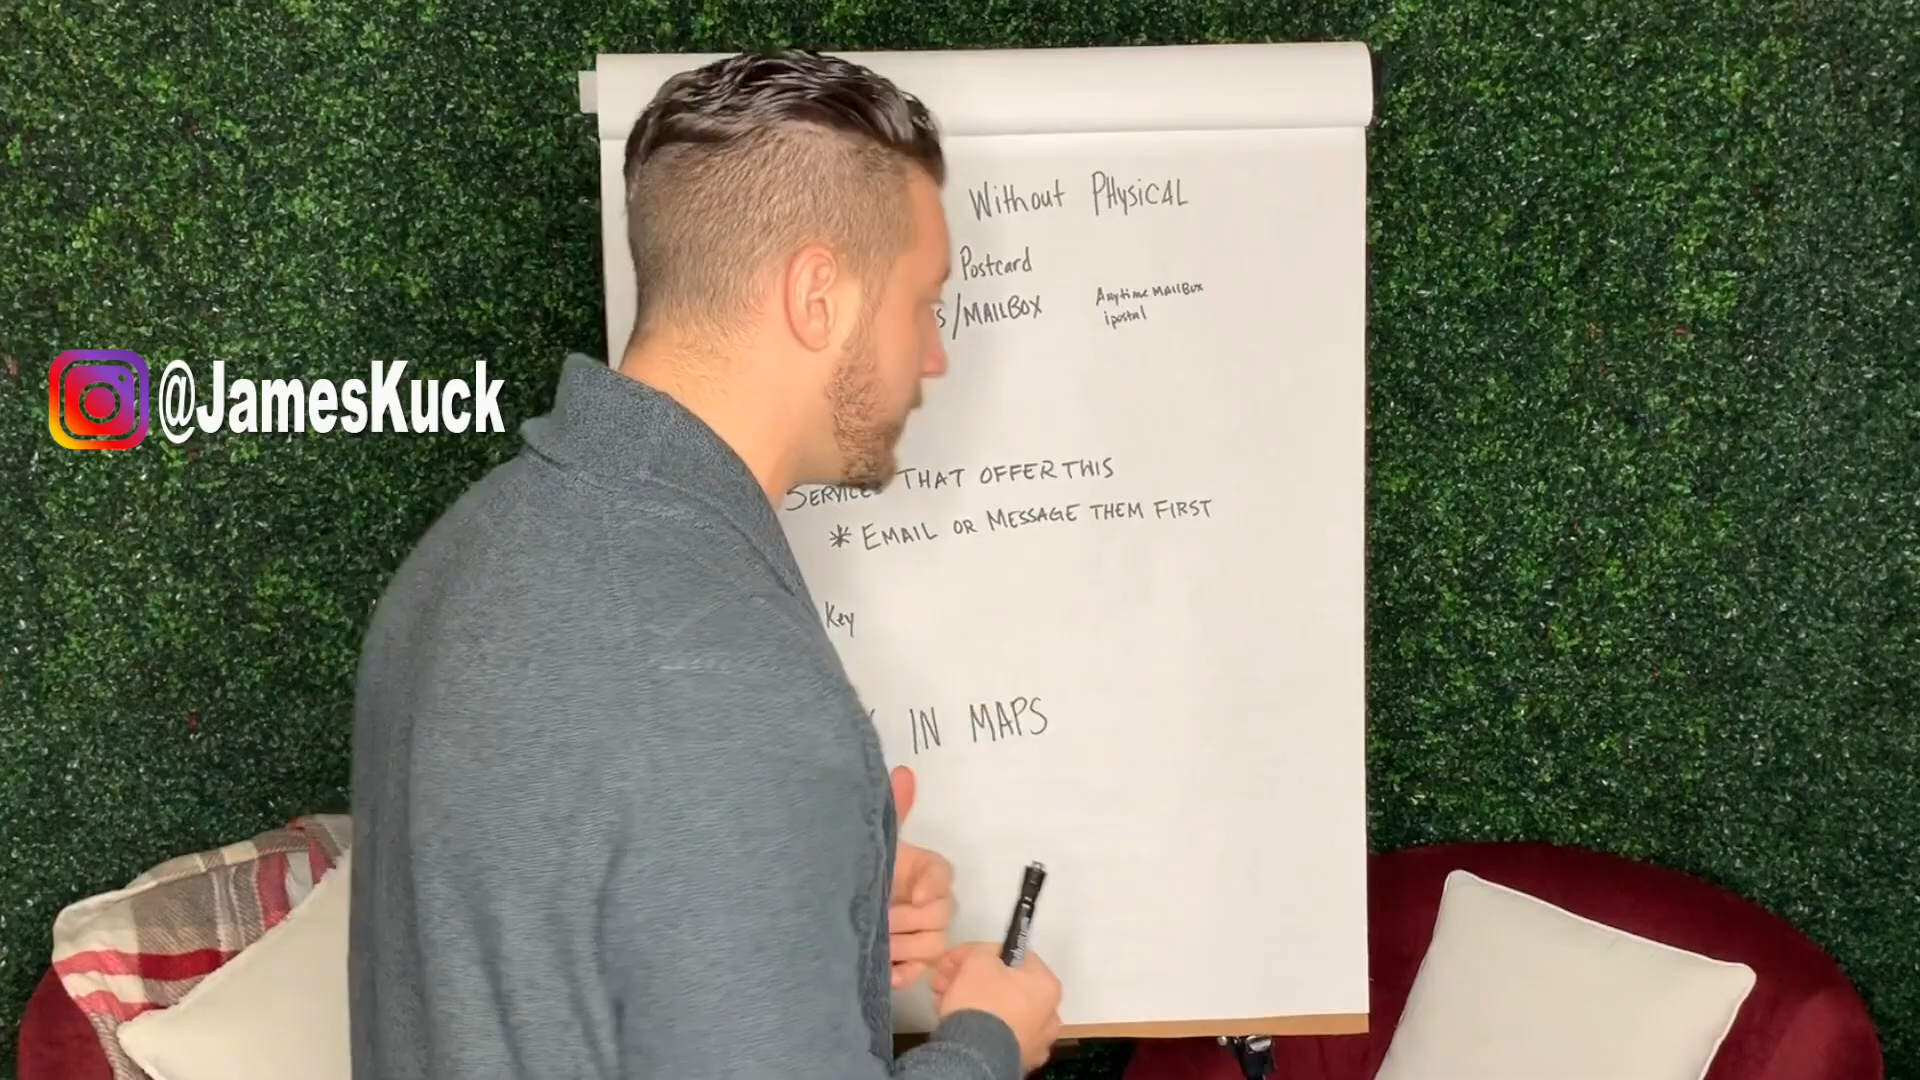 Without PHysicAL
Postcard
S/MAILBOX
Anytime MAILBOX
ipostal
@JamesKuck
THAT OFFER THIS
* EMAIL OR MESSAGE THEM FIRST
Key
IN MAPS